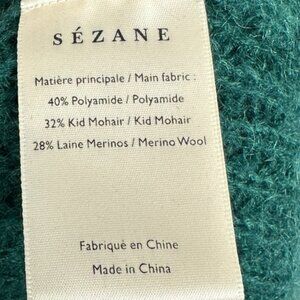 SÉZANE
Matière principale / Main fabric :
40% Polyamide / Polyamide
32% Kid Mohair / Kid Mohair
28% Laine Merinos / Merino Wool
Fabriqué en Chine
Made in China